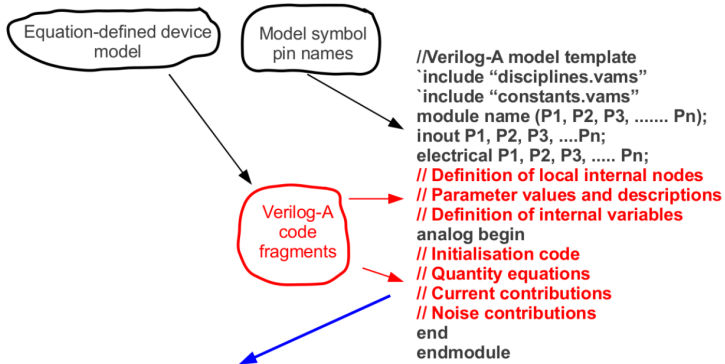 Equation-defined device
model
Model symbol
pin names
//Verilog-A model template
`include “disciplines.vams”
`include “constants.vams”
module name (P1, P2, P3, ....... Pn);
inout P1, P2, P3, ....Pn;
electrical P1, P2, P3, ..... Pn;
// Definition of local internal nodes
// Parameter values and descriptions
// Definition of internal variables
analog begin
// Initialisation code
// Quantity equations
// Current contributions
// Noise contributions
end
endmodule
Verilog-A
code
fragments